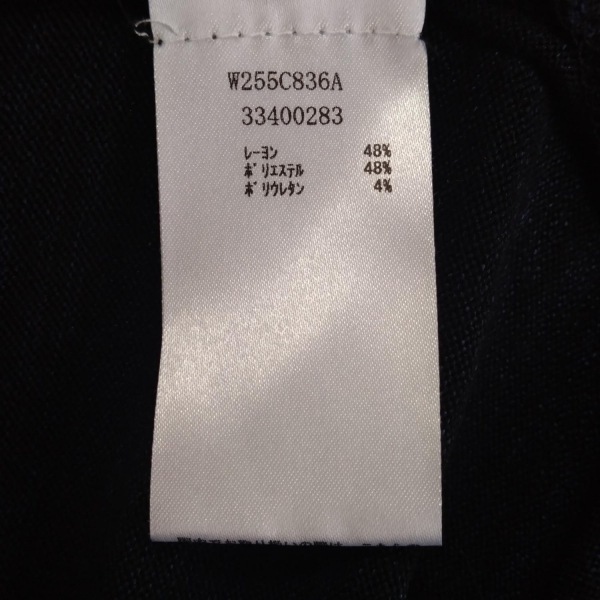 W255C836A
33400283
レーヨン 48%
ポリエステル 48%
ポリウレタン 4%